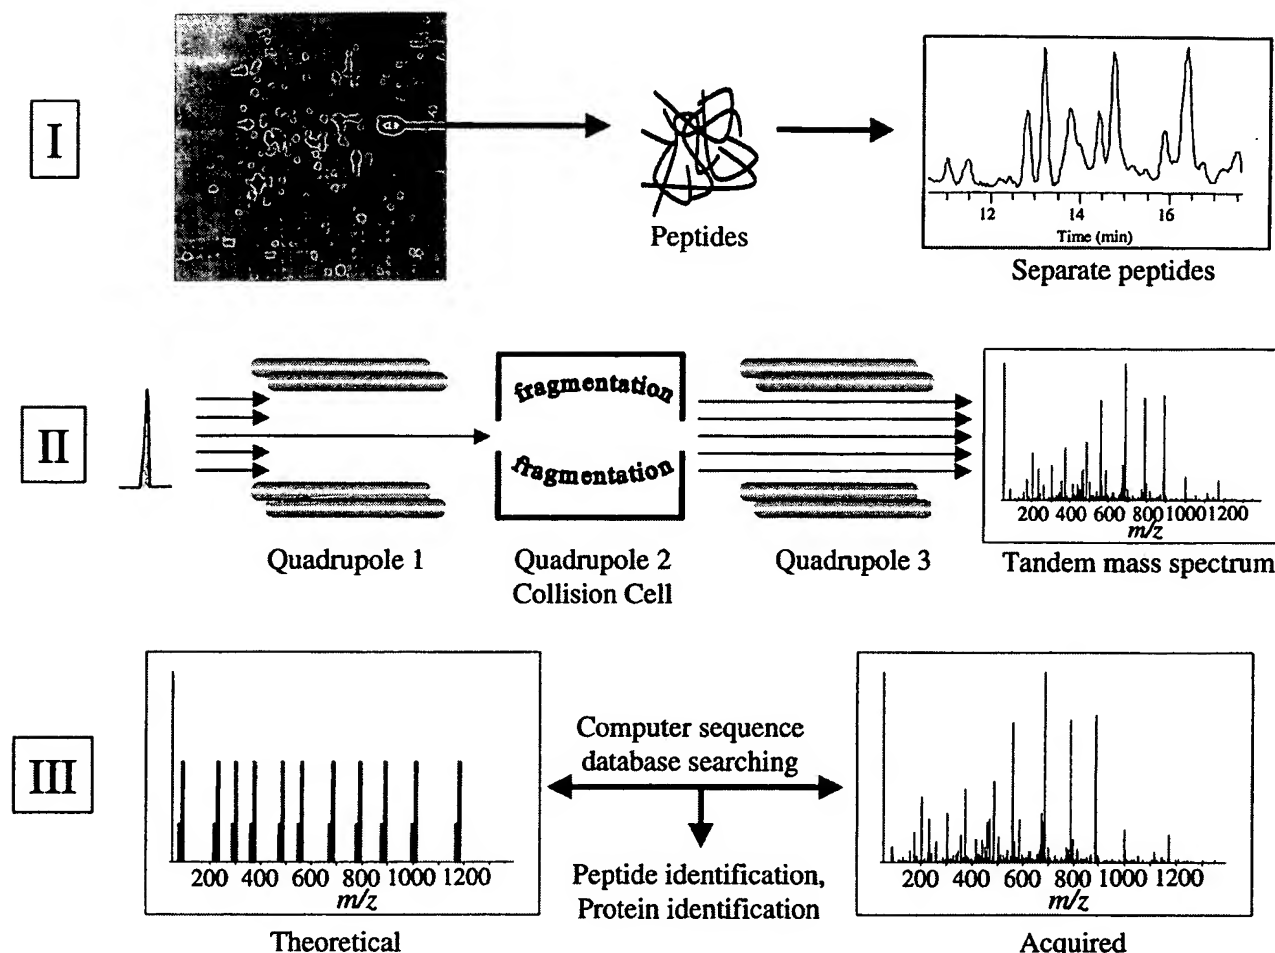 I
Peptides
12 14 16
Time (min)
Separate peptides
II
fragmentation
fragmentation
200 400 600 800 1000 1200
m/z
Quadrupole 1
Quadrupole 2
Collision Cell
Quadrupole 3
Tandem mass spectrum
III
Computer sequence
database searching
Peptide identification,
Protein identification
200 400 600 800 1000 1200
m/z
Theoretical
200 400 600 800 1000 1200
m/z
Acquired